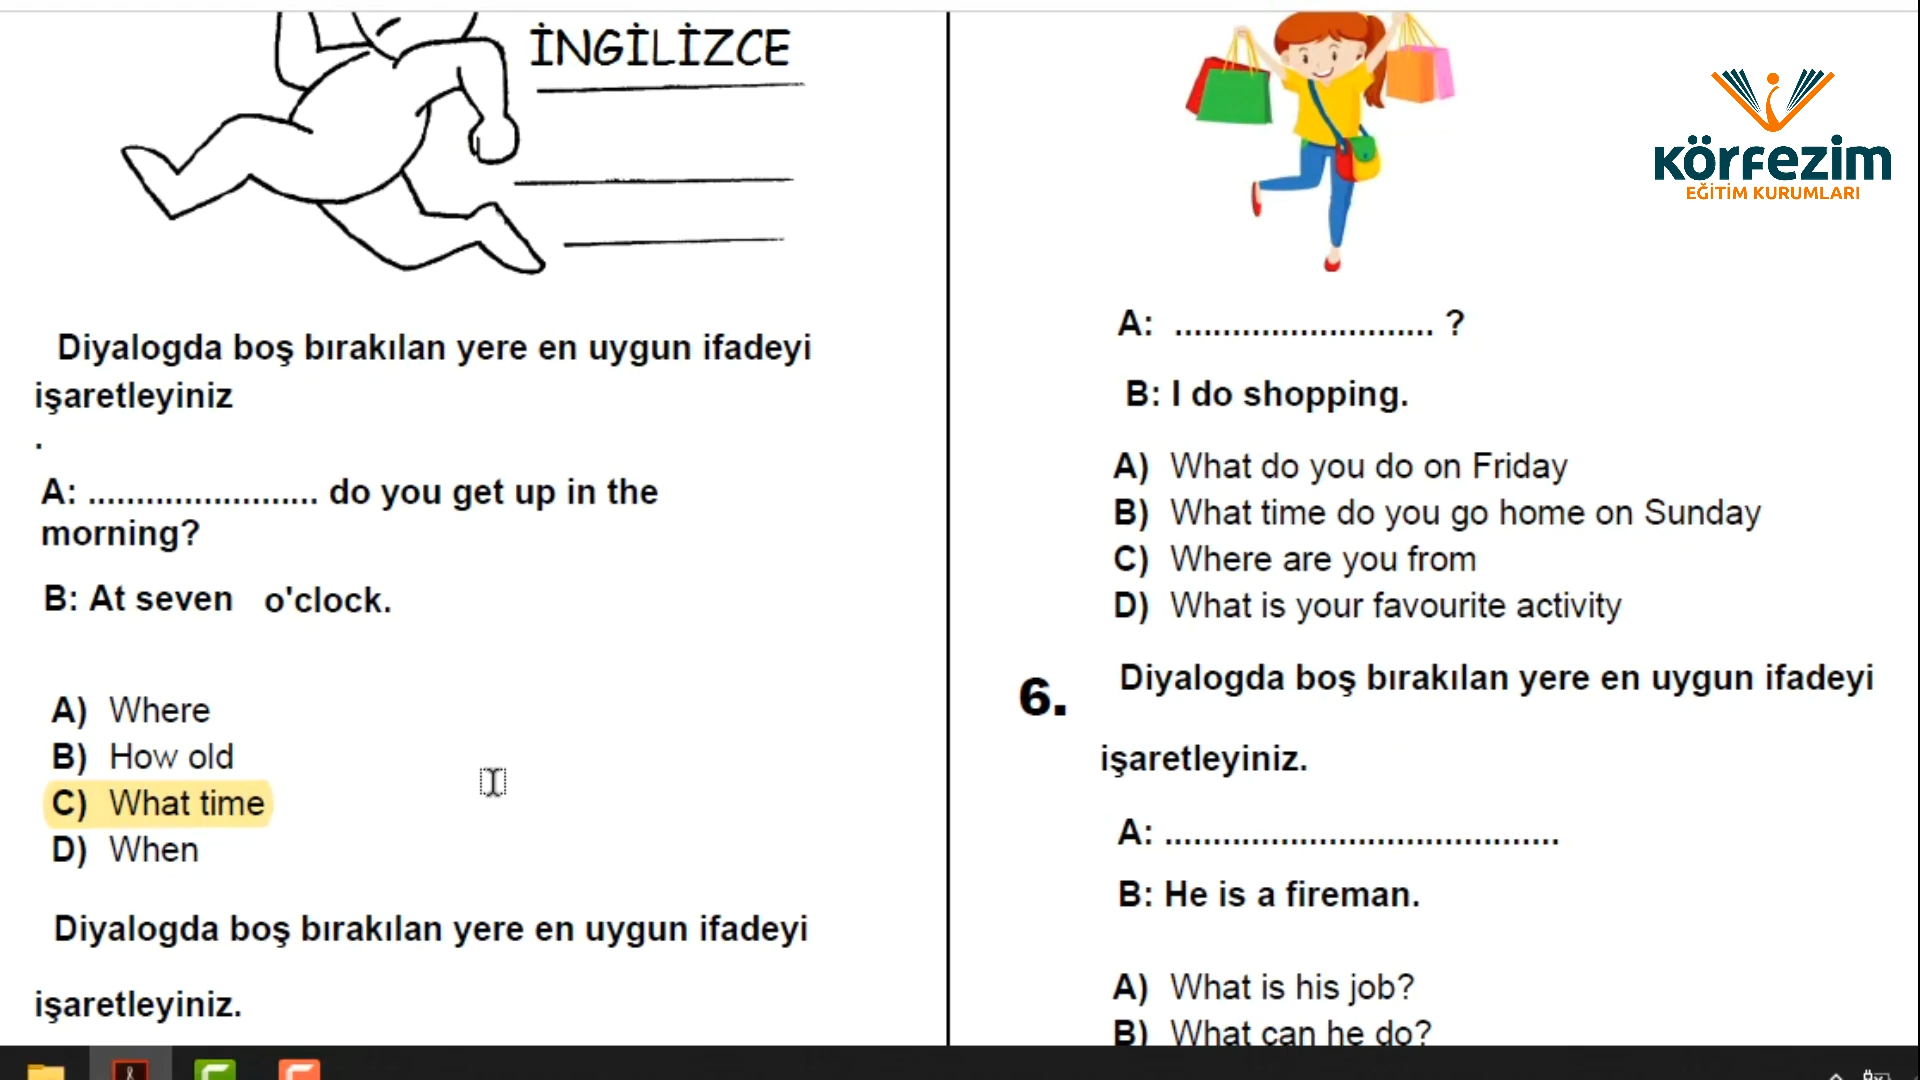 İNGİLİZCE
Diyalogda boş bırakılan yere en uygun ifadeyi
işaretleyiniz
.
A: ........................ do you get up in the
morning?
B: At seven o'clock.
A) Where
B) How old
C) What time
D) When
Diyalogda boş bırakılan yere en uygun ifadeyi
işaretleyiniz.
A: ........................... ?
B: I do shopping.
A) What do you do on Friday
B) What time do you go home on Sunday
C) Where are you from
D) What is your favourite activity
6. Diyalogda boş bırakılan yere en uygun ifadeyi
işaretleyiniz.
A: .........................................
B: He is a fireman.
A) What is his job?
B) What can he do?
Körfezim
EĞİTİM KURUMLARI